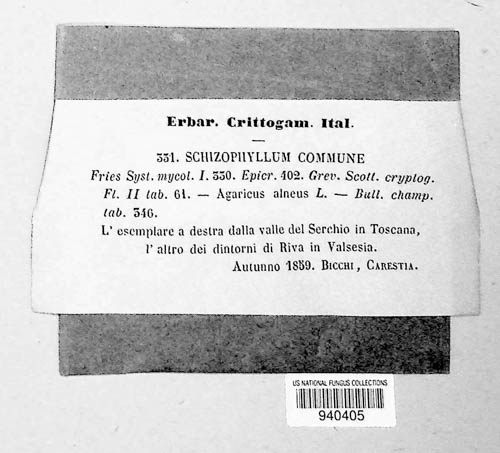 Erbar. Crittogam. Ital.
331. SCHIZOPHYLLUM COMMUNE
Fries Syst. mycol. I. 330. Epicr. 402. Grev. Scott. cryptog.
Fl. II tab. 61. — Agaricus alneus L. — Bull. champ.
tab. 346.
L' esemplare a destra dalla valle del Serchio in Toscana,
l' altro dei dintorni di Riva in Valsesia.
Autunno 1859. BICCHI, CARESTIA.
US NATIONAL FUNGUS COLLECTIONS
940405